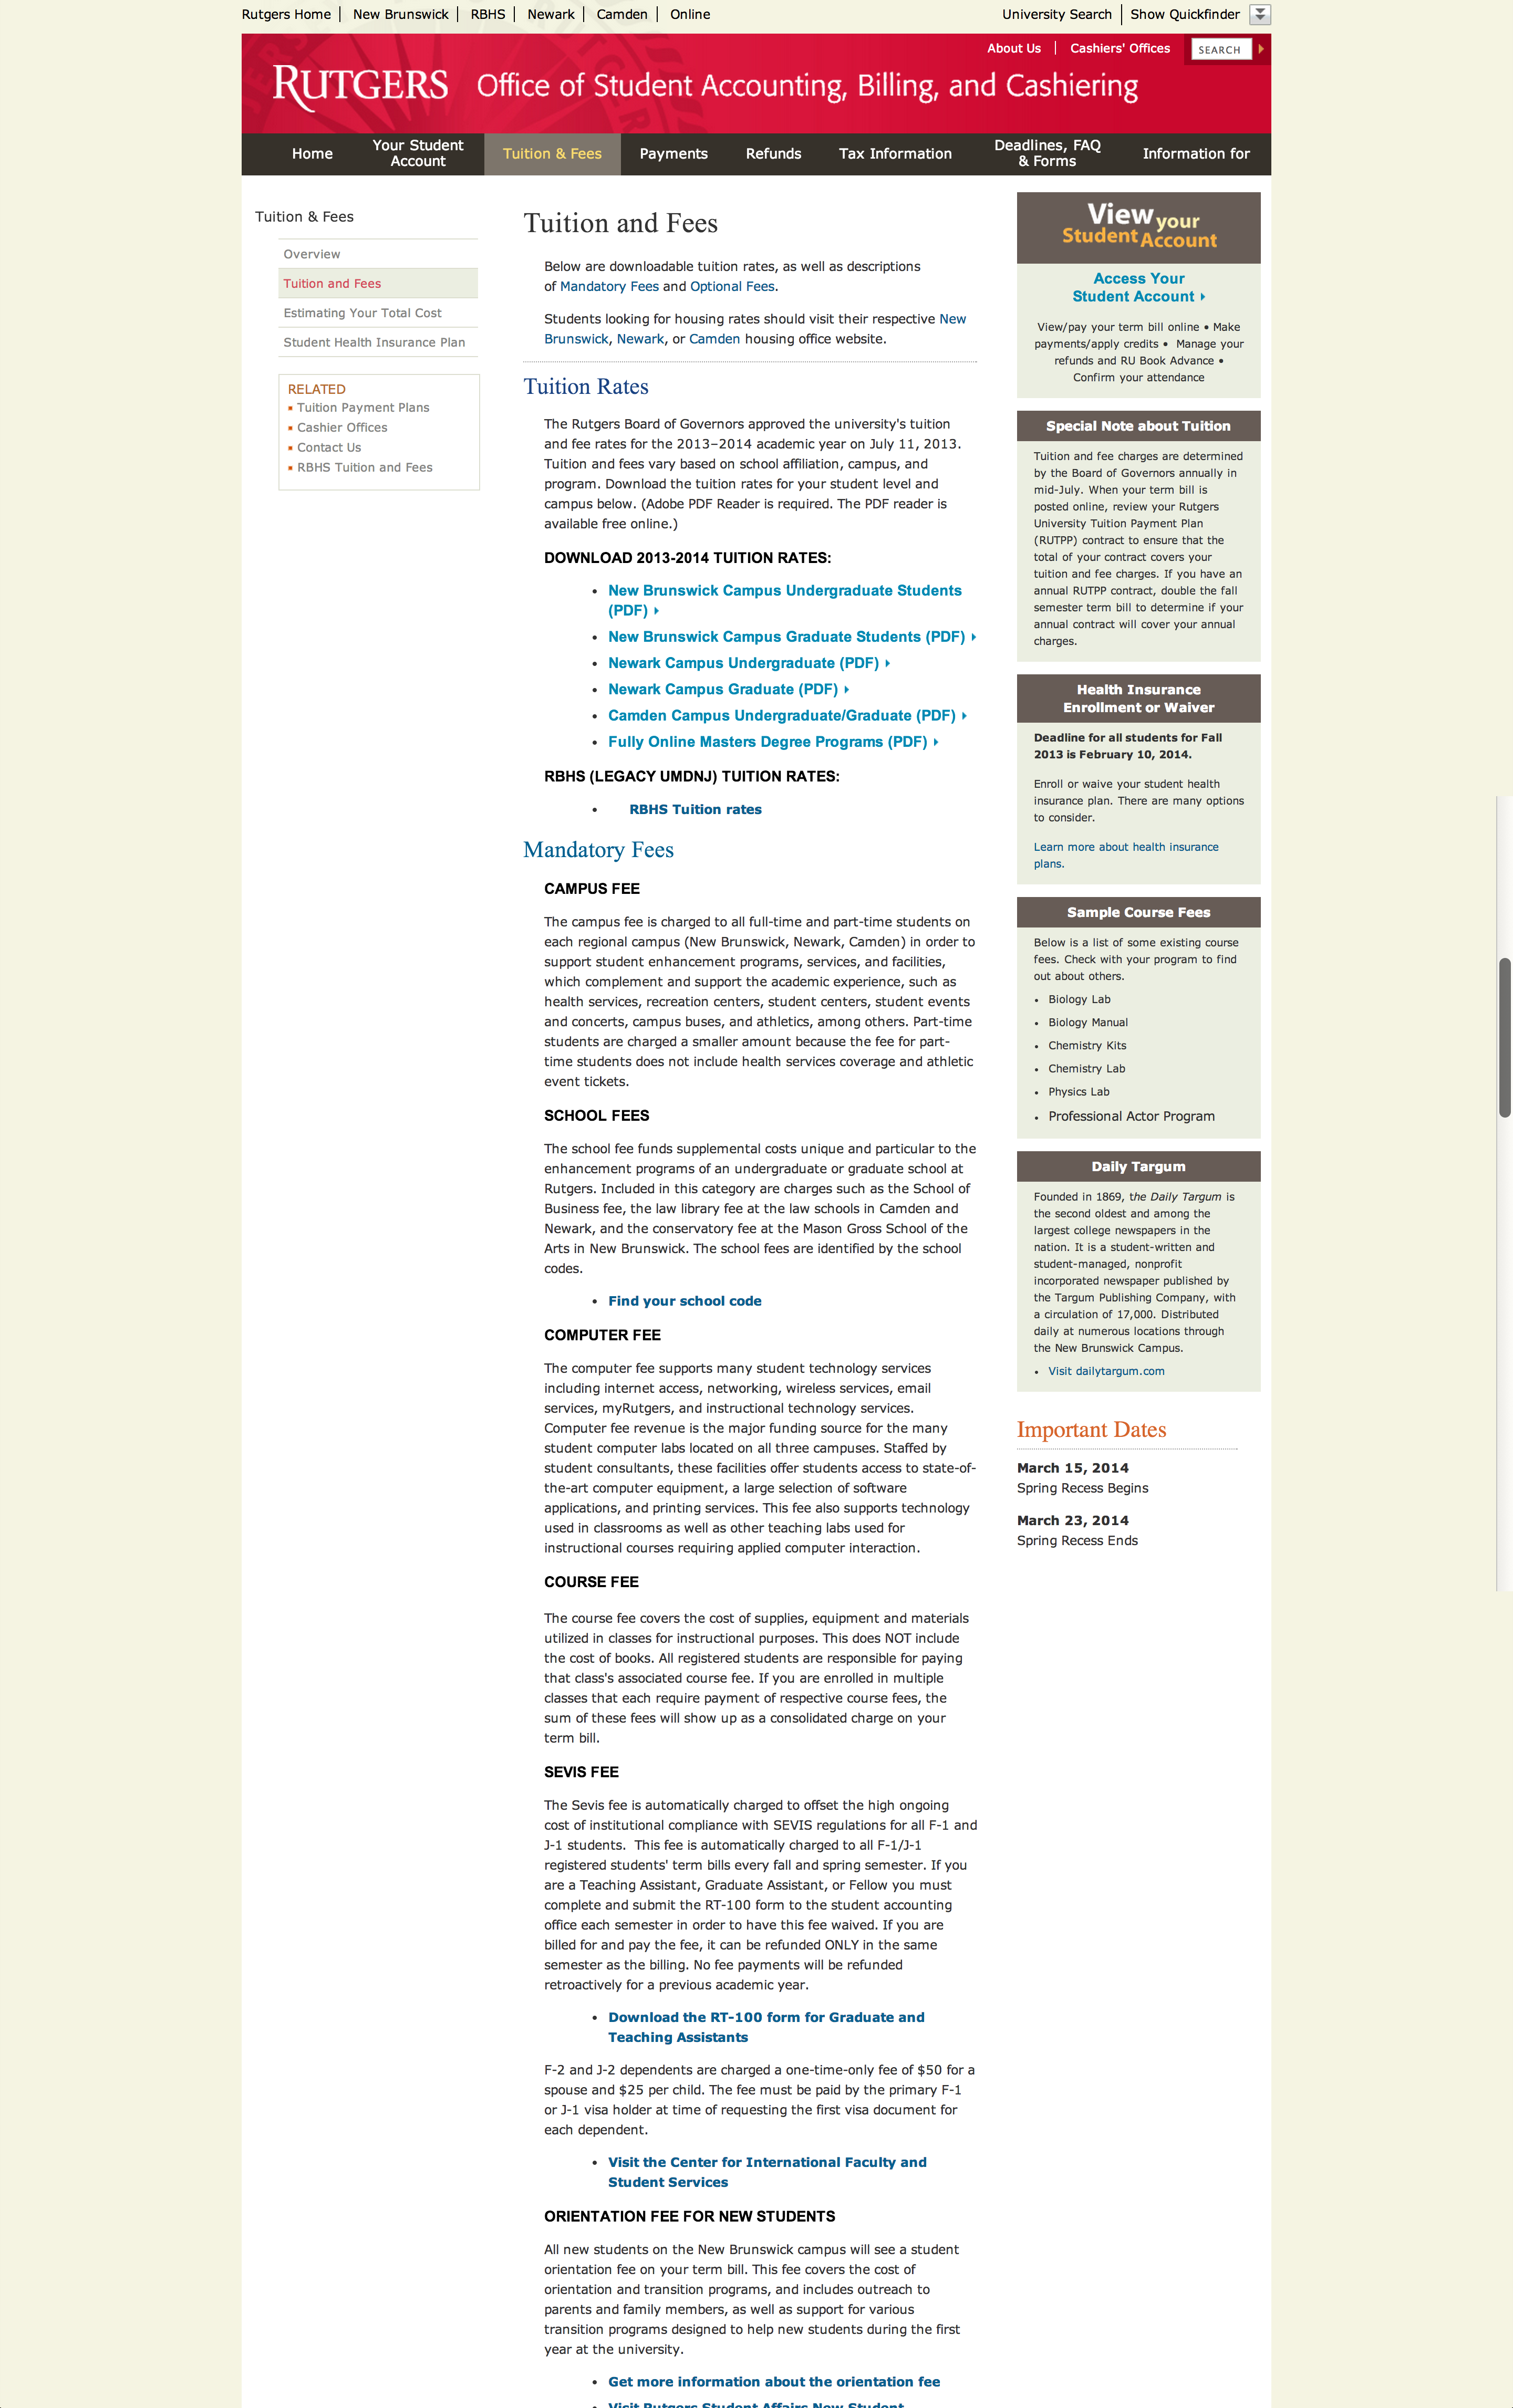 Rutgers Home | New Brunswick | RBHS | Newark | Camden | Online
University Search | Show Quickfinder
About Us | Cashiers' Offices
SEARCH
RUTGERS Office of Student Accounting, Billing, and Cashiering
Home
Your Student
Account
Tuition & Fees
Payments
Refunds
Tax Information
Deadlines, FAQ
& Forms
Information for
Tuition & Fees
Overview
Tuition and Fees
Estimating Your Total Cost
Student Health Insurance Plan
RELATED
Tuition Payment Plans
Cashier Offices
Contact Us
RBHS Tuition and Fees
Tuition and Fees
Below are downloadable tuition rates, as well as descriptions
of Mandatory Fees and Optional Fees.
Students looking for housing rates should visit their respective New
Brunswick, Newark, or Camden housing office website.
Tuition Rates
The Rutgers Board of Governors approved the university's tuition
and fee rates for the 2013–2014 academic year on July 11, 2013.
Tuition and fees vary based on school affiliation, campus, and
program. Download the tuition rates for your student level and
campus below. (Adobe PDF Reader is required. The PDF reader is
available free online.)
DOWNLOAD 2013-2014 TUITION RATES:
• New Brunswick Campus Undergraduate Students
(PDF)
• New Brunswick Campus Graduate Students (PDF)
• Newark Campus Undergraduate (PDF)
• Newark Campus Graduate (PDF)
• Camden Campus Undergraduate/Graduate (PDF)
• Fully Online Masters Degree Programs (PDF)
RBHS (LEGACY UMDNJ) TUITION RATES:
• RBHS Tuition rates
Mandatory Fees
CAMPUS FEE
The campus fee is charged to all full-time and part-time students on
each regional campus (New Brunswick, Newark, Camden) in order to
support student enhancement programs, services, and facilities,
which complement and support the academic experience, such as
health services, recreation centers, student centers, student events
and concerts, campus buses, and athletics, among others. Part-time
students are charged a smaller amount because the fee for part-
time students does not include health services coverage and athletic
event tickets.
SCHOOL FEES
The school fee funds supplemental costs unique and particular to the
enhancement programs of an undergraduate or graduate school at
Rutgers. Included in this category are charges such as the School of
Business fee, the law library fee at the law schools in Camden and
Newark, and the conservatory fee at the Mason Gross School of the
Arts in New Brunswick. The school fees are identified by the school
codes.
• Find your school code
COMPUTER FEE
The computer fee supports many student technology services
including internet access, networking, wireless services, email
services, myRutgers, and instructional technology services.
Computer fee revenue is the major funding source for the many
student computer labs located on all three campuses. Staffed by
student consultants, these facilities offer students access to state-of-
the-art computer equipment, a large selection of software
applications, and printing services. This fee also supports technology
used in classrooms as well as other teaching labs used for
instructional courses requiring applied computer interaction.
COURSE FEE
The course fee covers the cost of supplies, equipment and materials
utilized in classes for instructional purposes. This does NOT include
the cost of books. All registered students are responsible for paying
that class's associated course fee. If you are enrolled in multiple
classes that each require payment of respective course fees, the
sum of these fees will show up as a consolidated charge on your
term bill.
SEVIS FEE
The Sevis fee is automatically charged to offset the high ongoing
cost of institutional compliance with SEVIS regulations for all F-1 and
J-1 students. This fee is automatically charged to all F-1/J-1
registered students' term bills every fall and spring semester. If you
are a Teaching Assistant, Graduate Assistant, or Fellow you must
complete and submit the RT-100 form to the student accounting
office each semester in order to have this fee waived. If you are
billed for and pay the fee, it can be refunded ONLY in the same
semester as the billing. No fee payments will be refunded
retroactively for a previous academic year.
• Download the RT-100 form for Graduate and
Teaching Assistants
F-2 and J-2 dependents are charged a one-time-only fee of $50 for a
spouse and $25 per child. The fee must be paid by the primary F-1
or J-1 visa holder at time of requesting the first visa document for
each dependent.
• Visit the Center for International Faculty and
Student Services
ORIENTATION FEE FOR NEW STUDENTS
All new students on the New Brunswick campus will see a student
orientation fee on your term bill. This fee covers the cost of
orientation and transition programs, and includes outreach to
parents and family members, as well as support for various
transition programs designed to help new students during the first
year at the university.
• Get more information about the orientation fee
• Visit Rutgers Student Affairs New Student
View your
Student Account
Access Your
Student Account
View/pay your term bill online • Make
payments/apply credits • Manage your
refunds and RU Book Advance •
Confirm your attendance
Special Note about Tuition
Tuition and fee charges are determined
by the Board of Governors annually in
mid-July. When your term bill is
posted online, review your Rutgers
University Tuition Payment Plan
(RUTPP) contract to ensure that the
total of your contract covers your
tuition and fee charges. If you have an
annual RUTPP contract, double the fall
semester term bill to determine if your
annual contract will cover your annual
charges.
Health Insurance
Enrollment or Waiver
Deadline for all students for Fall
2013 is February 10, 2014.
Enroll or waive your student health
insurance plan. There are many options
to consider.
Learn more about health insurance
plans.
Sample Course Fees
Below is a list of some existing course
fees. Check with your program to find
out about others.
• Biology Lab
• Biology Manual
• Chemistry Kits
• Chemistry Lab
• Physics Lab
• Professional Actor Program
Daily Targum
Founded in 1869, the Daily Targum is
the second oldest and among the
largest college newspapers in the
nation. It is a student-written and
student-managed, nonprofit
incorporated newspaper published by
the Targum Publishing Company, with
a circulation of 17,000. Distributed
daily at numerous locations through
the New Brunswick Campus.
• Visit dailytargum.com
Important Dates
March 15, 2014
Spring Recess Begins
March 23, 2014
Spring Recess Ends